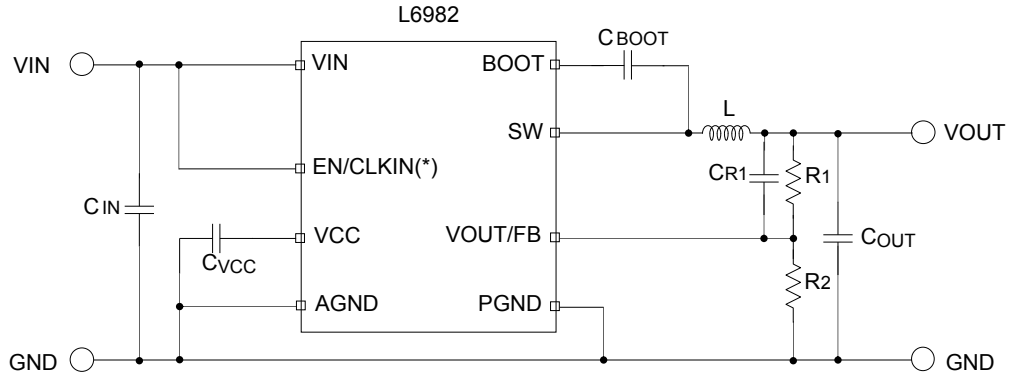 L6982
C BOOT
VIN
VIN
BOOT
L
SW
VOUT
EN/CLKIN(*)
CR1
R1
CIN
VCC
VOUT/FB
CVCC
COUT
R2
AGND
PGND
GND
GND